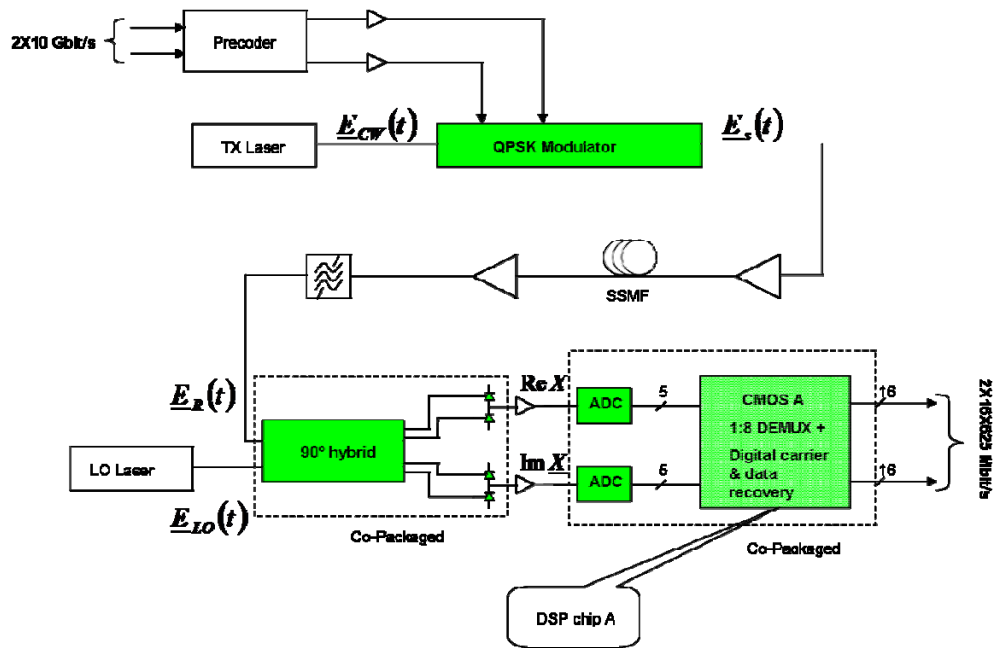 2X10 Gbit/s
Precoder
E_CW(t)
E_s(t)
TX Laser
QPSK Modulator
SSMF
E_R(t)
Re X
ADC
5
CMOS A
1:8 DEMUX +
Digital carrier
& data
recovery
16
90° hybrid
LO Laser
Im X
ADC
5
16
2X16X625 Mbit/s
E_LO(t)
Co-Packaged
Co-Packaged
DSP chip A